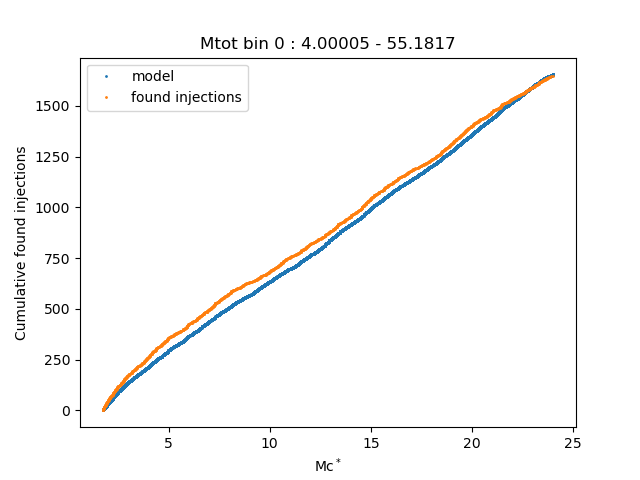 Mtot bin 0 : 4.00005 - 55.1817
model
found injections
Cumulative found injections
1500
1250
1000
750
500
250
0
5 10 15 20 25
Mc*